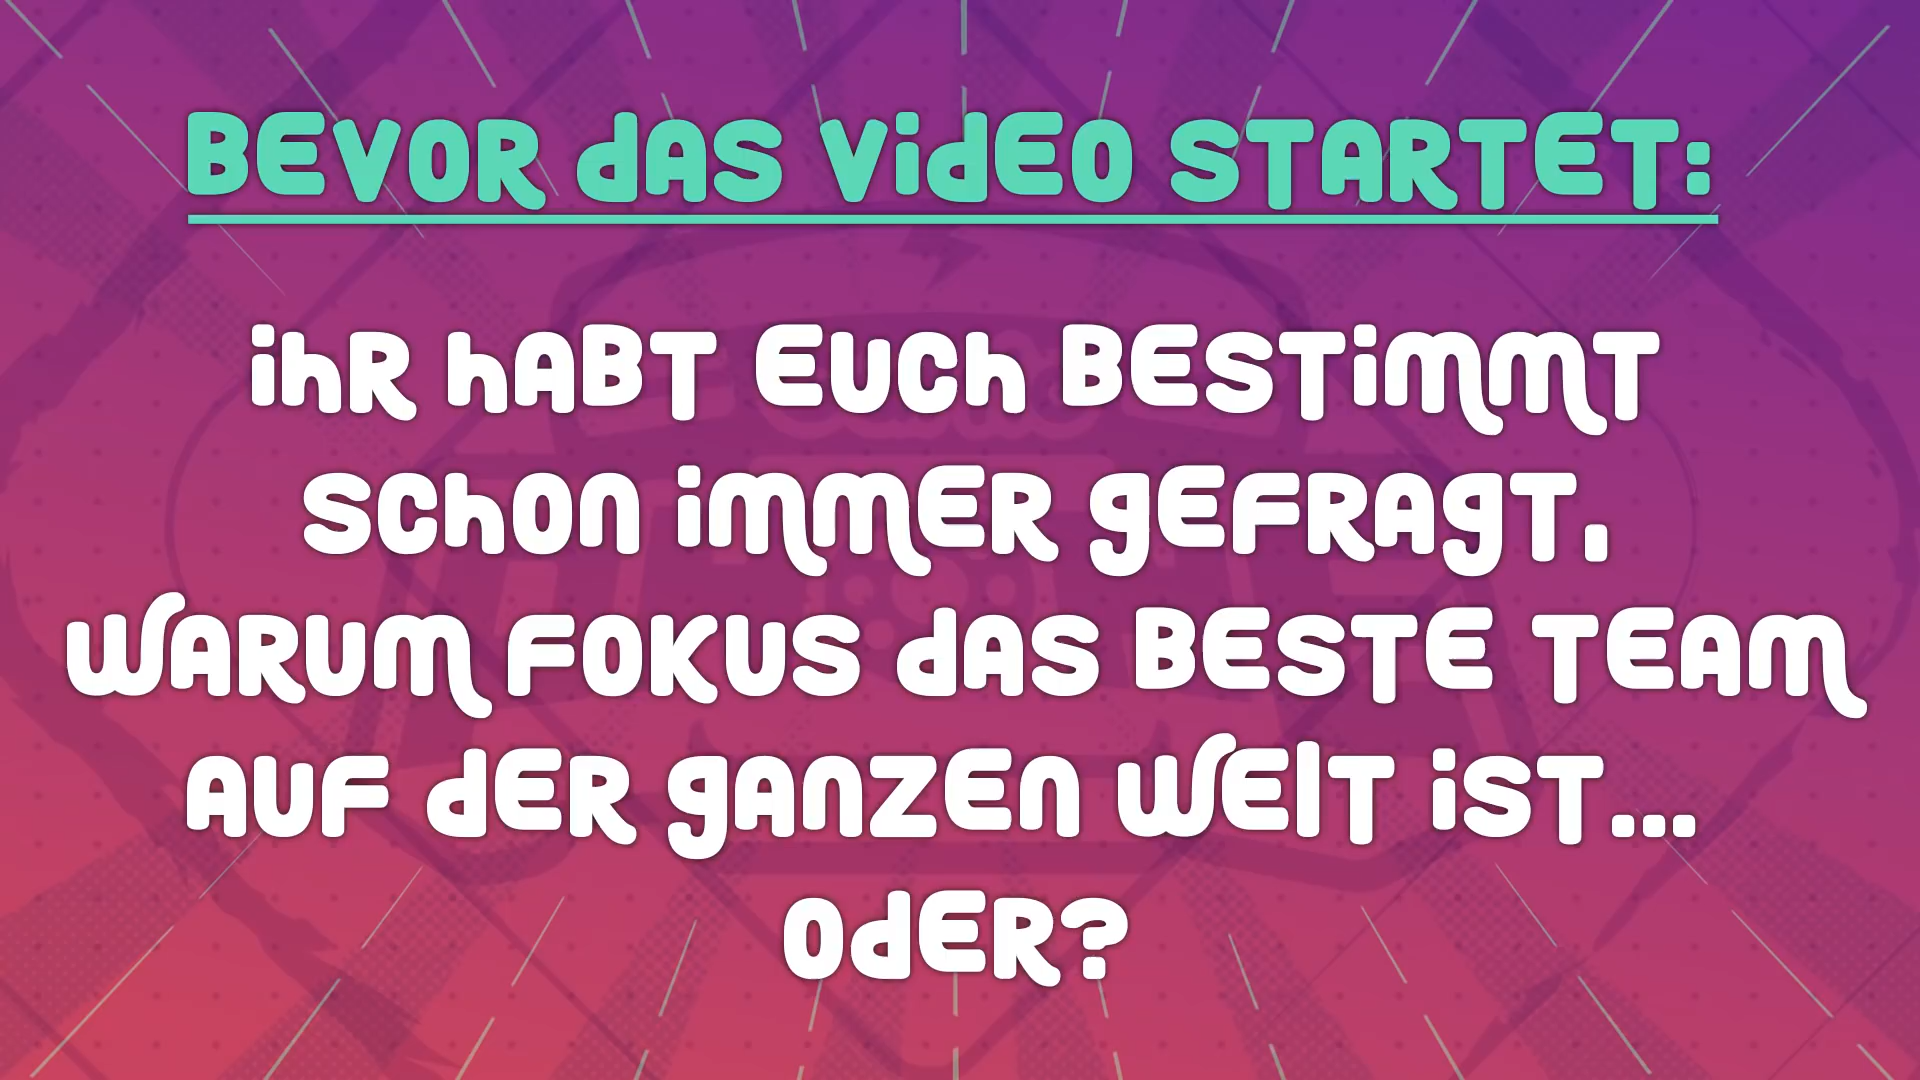 BEVOR dAS VidEO STARTET:
ihR hABT EUCh BESTimmT
SChON immER gEFRAgT,
WARUm FOKUS dAS BESTE TEAm
AUF dER gANZEN WElT iST...
OdER?